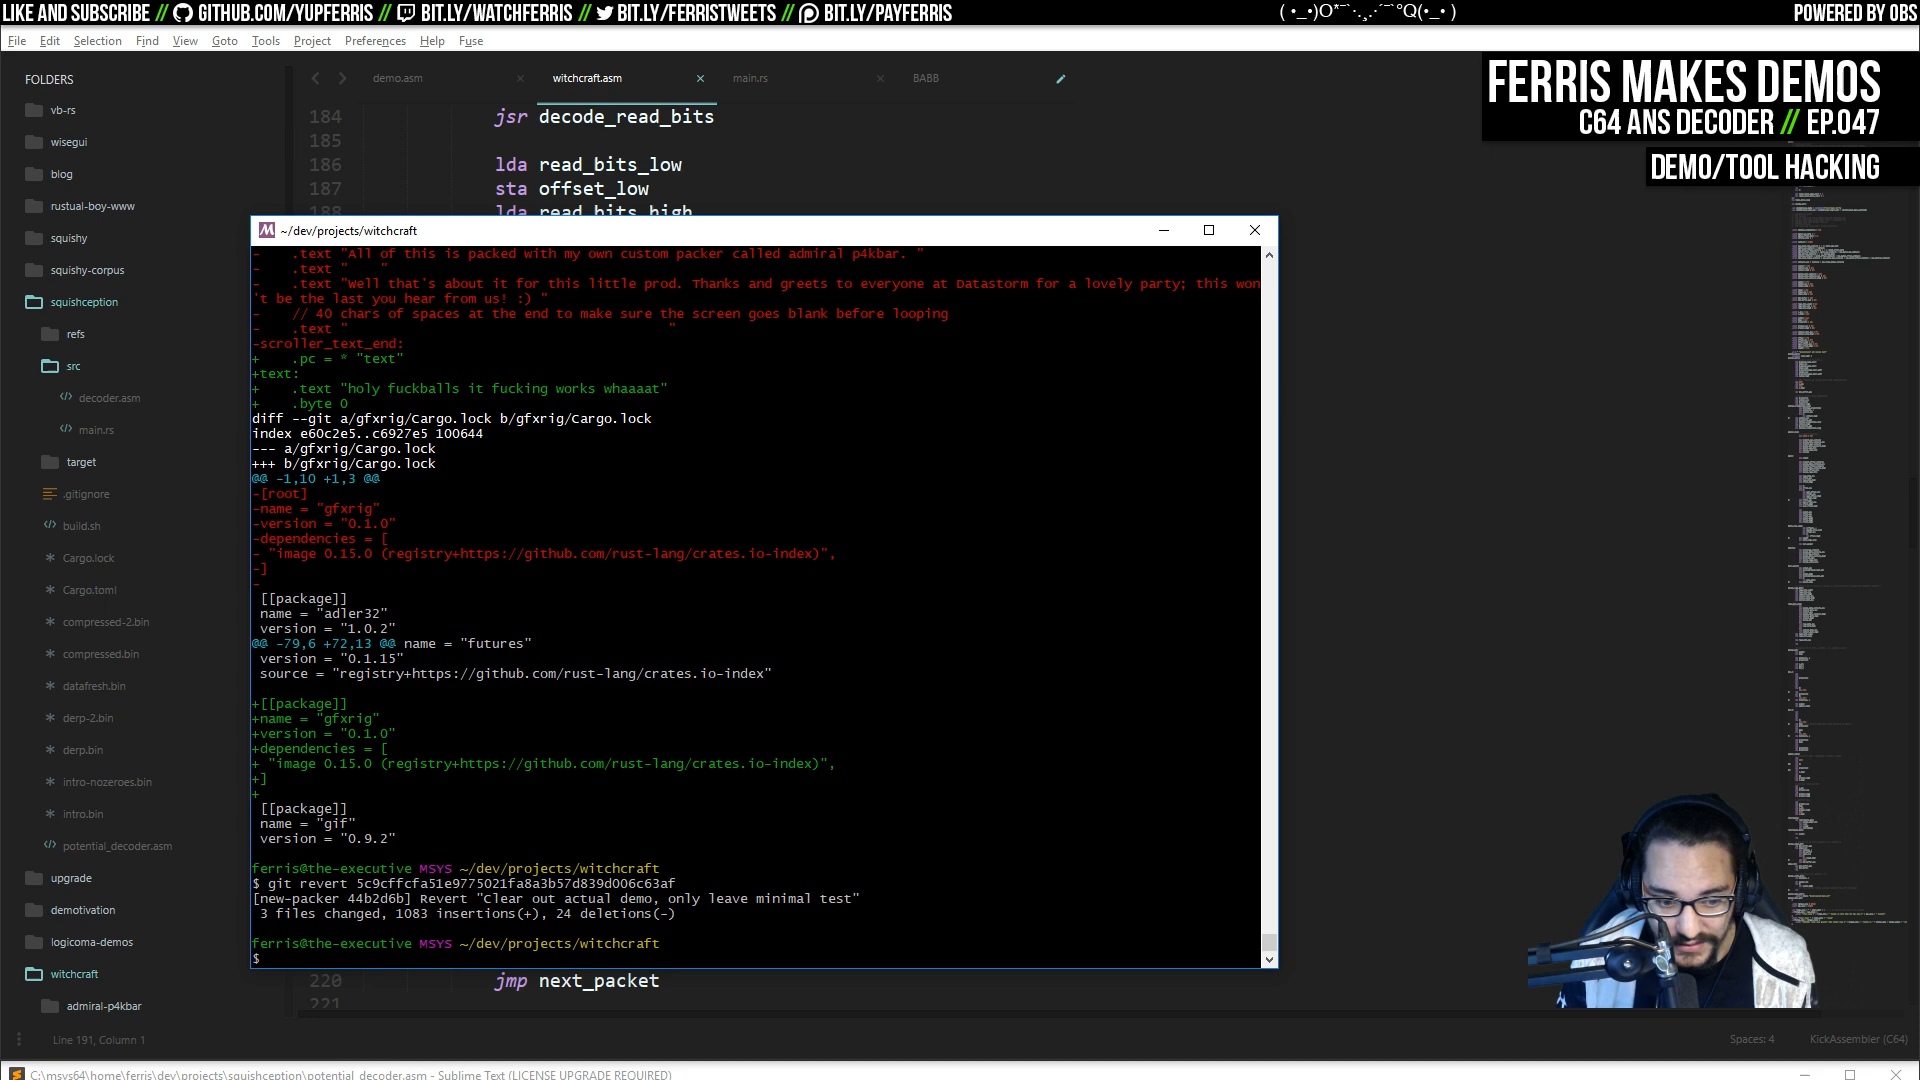 LIKE AND SUBSCRIBE // GITHUB.COM/YUPFERRIS // BIT.LY/WATCHFERRIS // BIT.LY/FERRISTWEETS // BIT.LY/PAYFERRIS
POWERED BY OBS
File Edit Selection Find View Goto Tools Project Preferences Help Fuse
FERRIS MAKES DEMOS
C64 ANS DECODER // EP.047
DEMO/TOOL HACKING
FOLDERS
vb-rs
wisegui
blog
rustual-boy-www
squishy
squishy-corpus
squishception
refs
src
decoder.asm
main.rs
target
.gitignore
build.sh
Cargo.lock
Cargo.toml
compressed-2.bin
compressed.bin
datafresh.bin
derp-2.bin
derp.bin
intro-nozeroes.bin
intro.bin
potential_decoder.asm
upgrade
demotivation
logicoma-demos
witchcraft
admiral-p4kbar
demo.asm witchcraft.asm main.rs BABB
184 jsr decode_read_bits
185
186 lda read_bits_low
187 sta offset_low
188 lda read_bits_high
~/dev/projects/witchcraft
-    .text "All of this is packed with my own custom packer called admiral p4kbar. "
-    .text "    "
-    .text "Well that's about it for this little prod. Thanks and greets to everyone at Datastorm for a lovely party; this won
't be the last you hear from us! :) "
-    // 40 chars of spaces at the end to make sure the screen goes blank before looping
-    .text "                                        "
-scroller_text_end:
+    .pc = * "text"
+text:
+    .text "holy fuckballs it fucking works whaaaat"
+    .byte 0
diff --git a/gfxrig/Cargo.lock b/gfxrig/Cargo.lock
index e60c2e5..c6927e5 100644
--- a/gfxrig/Cargo.lock
+++ b/gfxrig/Cargo.lock
@@ -1,10 +1,3 @@
-[root]
-name = "gfxrig"
-version = "0.1.0"
-dependencies = [
- "image 0.15.0 (registry+https://github.com/rust-lang/crates.io-index)",
-]
-
 [[package]]
 name = "adler32"
 version = "1.0.2"
@@ -79,6 +72,13 @@ name = "futures"
 version = "0.1.15"
 source = "registry+https://github.com/rust-lang/crates.io-index"
+[[package]]
+name = "gfxrig"
+version = "0.1.0"
+dependencies = [
+ "image 0.15.0 (registry+https://github.com/rust-lang/crates.io-index)",
+]
+
 [[package]]
 name = "gif"
 version = "0.9.2"
ferris@the-executive MSYS ~/dev/projects/witchcraft
$ git revert 5c9cffcfa51e9775021fa8a3b57d839d006c63af
[new-packer 44b2d6b] Revert "Clear out actual demo, only leave minimal test"
 3 files changed, 1083 insertions(+), 24 deletions(-)
ferris@the-executive MSYS ~/dev/projects/witchcraft
$
220 jmp next_packet
221
Line 191, Column 1
Spaces: 4
KickAssembler (C64)
C:\msys64\home\ferris\dev\projects\squishception\potential_decoder.asm - Sublime Text (LICENSE UPGRADE REQUIRED)